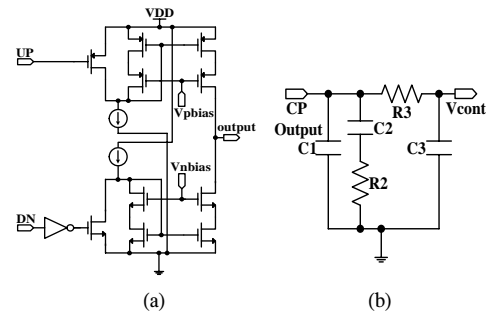 VDD
UP
Vpbias
output
Vnbias
DN
(a)
CP
Output
R3
Vcont
C2
C1
C3
R2
(b)